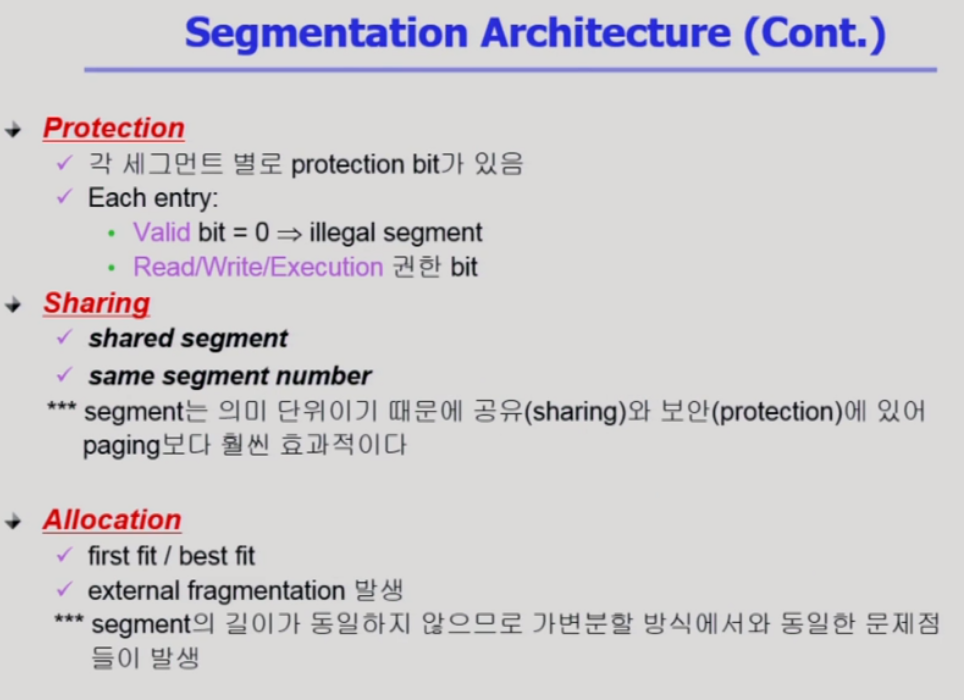 Segmentation Architecture (Cont.)
Protection
각 세그먼트 별로 protection bit가 있음
Each entry:
Valid bit = 0 ⇒ illegal segment
Read/Write/Execution 권한 bit
Sharing
shared segment
same segment number
*** segment는 의미 단위이기 때문에 공유(sharing)와 보안(protection)에 있어
paging보다 훨씬 효과적이다
Allocation
first fit / best fit
external fragmentation 발생
*** segment의 길이가 동일하지 않으므로 가변분할 방식에서와 동일한 문제점
들이 발생